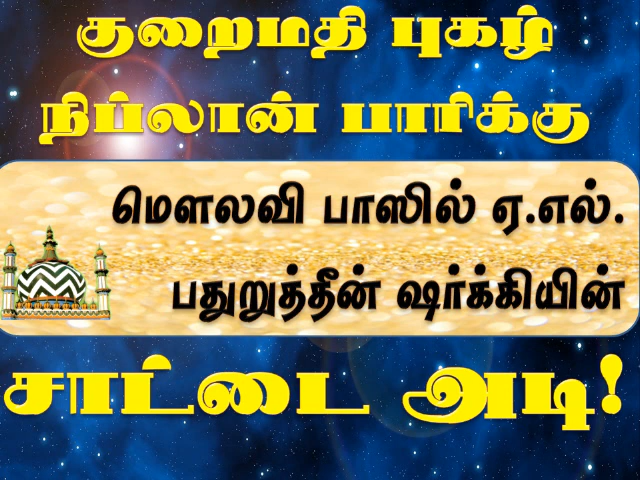 குறைமதி புகழ்
நிப்லான் பாரிக்கு
மௌலவி பாஸில் ஏ.எல்.
பதுறுத்தீன் ஷர்க்கியின்
சாட்டை அடி!